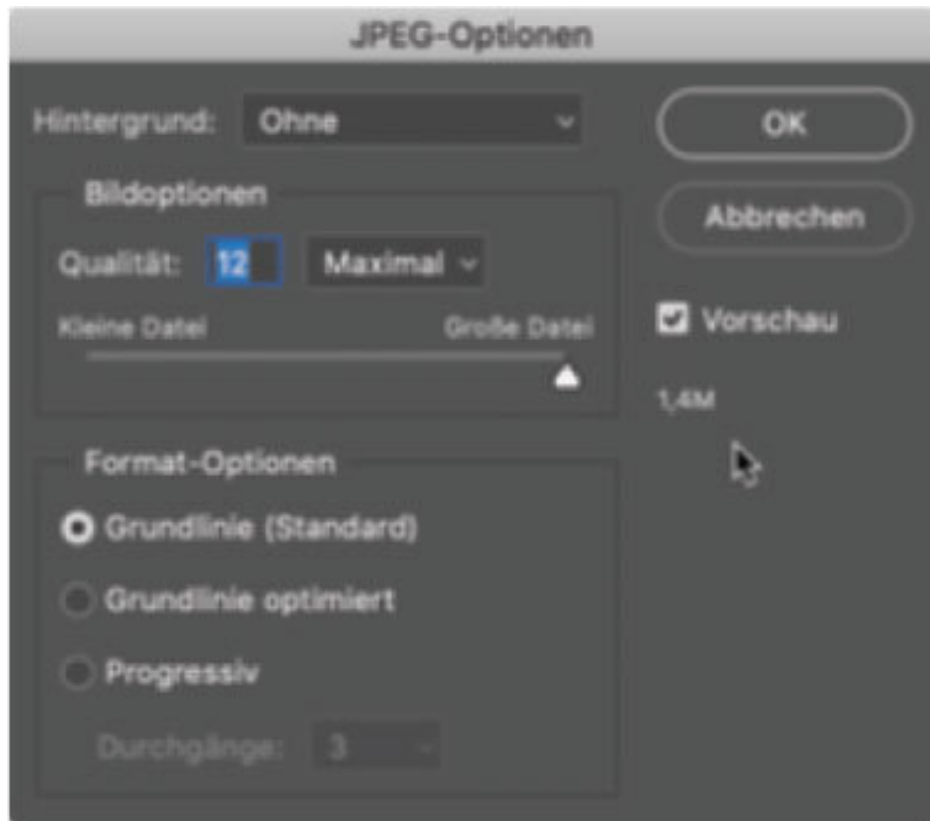 JPEG-Optionen
Hintergrund: Ohne
OK
Bildoptionen
Abbrechen
Qualität: 12 Maximal
Kleine Datei Große Datei
Vorschau
1,4M
Format-Optionen
Grundlinie (Standard)
Grundlinie optimiert
Progressiv
Durchgänge: 3